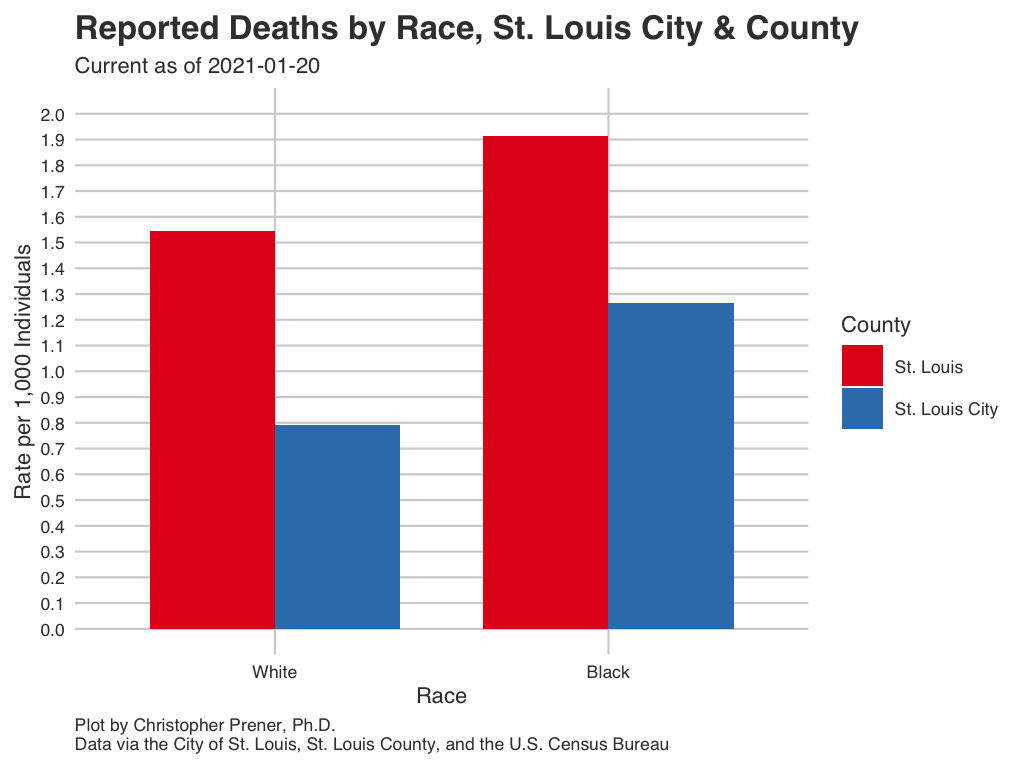 Reported Deaths by Race, St. Louis City & County
Current as of 2021-01-20
Rate per 1,000 Individuals
2.0
1.9
1.8
1.7
1.6
1.5
1.4
1.3
1.2
1.1
1.0
0.9
0.8
0.7
0.6
0.5
0.4
0.3
0.2
0.1
0.0
White
Black
Race
County
St. Louis
St. Louis City
Plot by Christopher Prener, Ph.D.
Data via the City of St. Louis, St. Louis County, and the U.S. Census Bureau